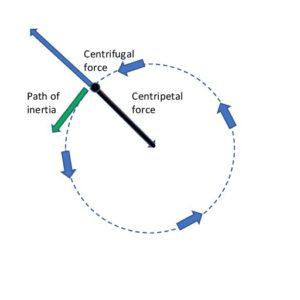 Centrifugal
force
Path of
inertia
Centripetal
force